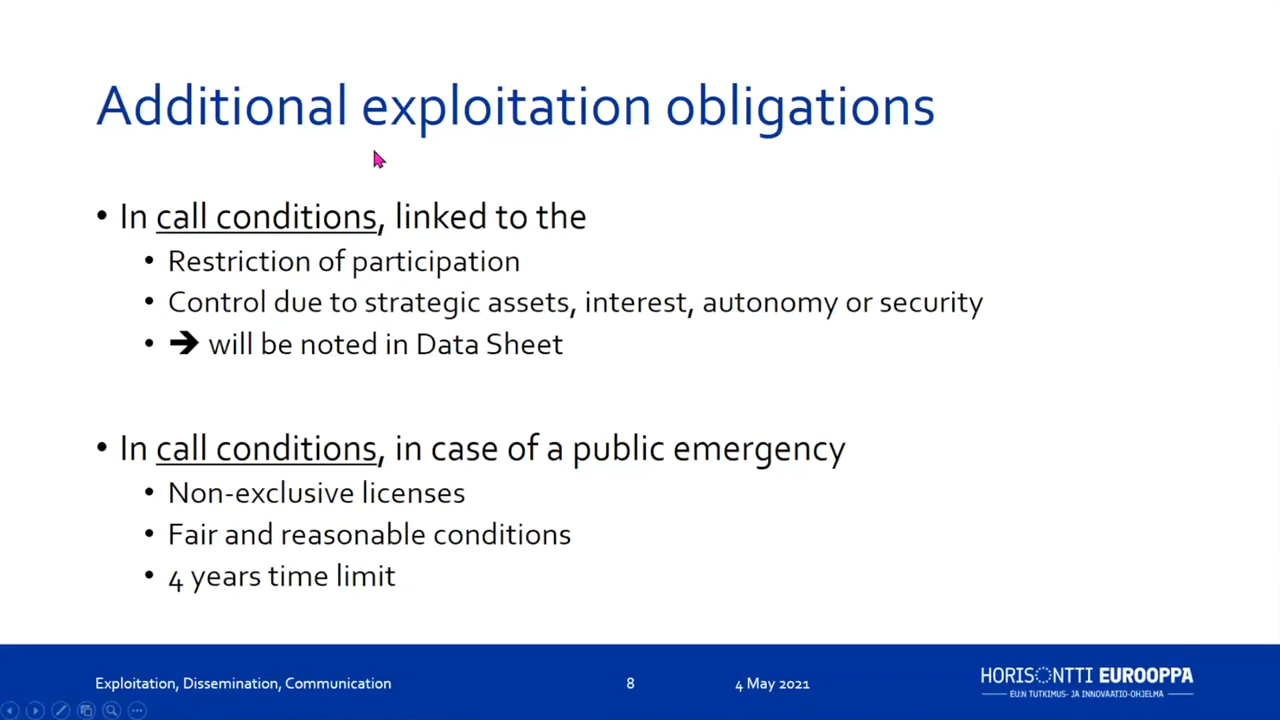 Additional exploitation obligations
• In call conditions, linked to the
• Restriction of participation
• Control due to strategic assets, interest, autonomy or security
• ➔ will be noted in Data Sheet
• In call conditions, in case of a public emergency
• Non-exclusive licenses
• Fair and reasonable conditions
• 4 years time limit
Exploitation, Dissemination, Communication
8
4 May 2021
HORISONTTI EUROOPPA
EU:N TUTKIMUS- JA INNOVAATIO-OHJELMA